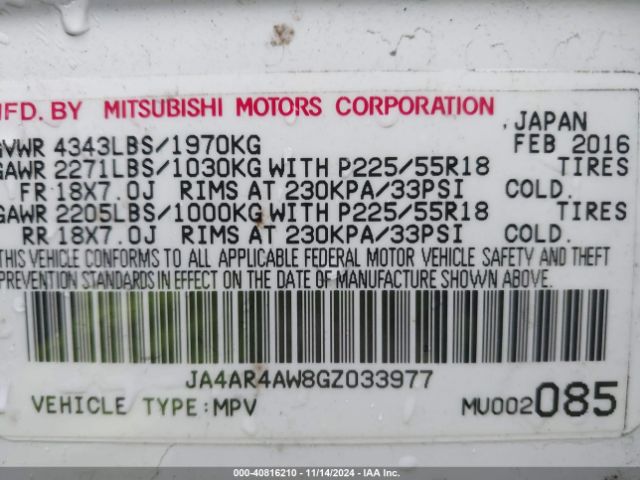 MFD. BY MITSUBISHI MOTORS CORPORATION
JAPAN
GVWR 4343LBS/1970KG FEB 2016
GAWR 2271LBS/1030KG WITH P225/55R18 TIRES
FR 18X7.0J RIMS AT 230KPA/33PSI COLD.
GAWR 2205LBS/1000KG WITH P225/55R18 TIRES
RR 18X7.0J RIMS AT 230KPA/33PSI COLD.
THIS VEHICLE CONFORMS TO ALL APPLICABLE FEDERAL MOTOR VEHICLE SAFETY AND THEFT
PREVENTION STANDARDS IN EFFECT ON THE DATE OF MANUFACTURE SHOWN ABOVE.
JA4AR4AW8GZ033977
VEHICLE TYPE:MPV MU002085
000-40816210 - 11/14/2024 - IAA Inc.